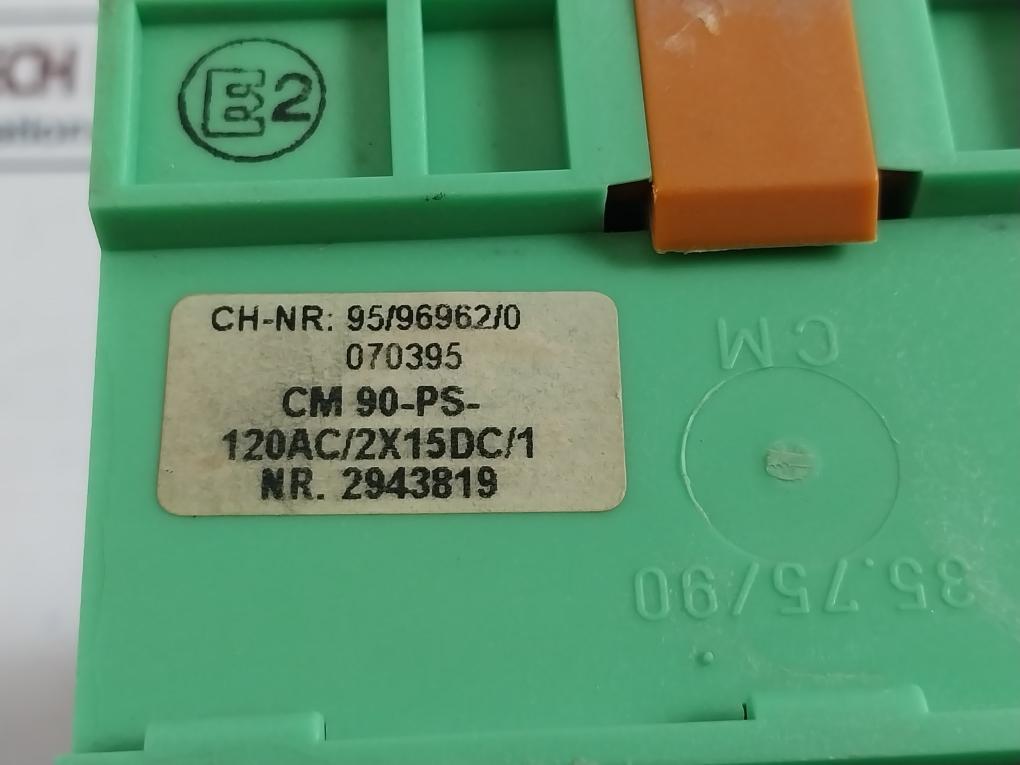 E2
CH-NR: 95/96962/0
070395
CM 90-PS-
120AC/2X15DC/1
NR. 2943819
CM
35.75/90